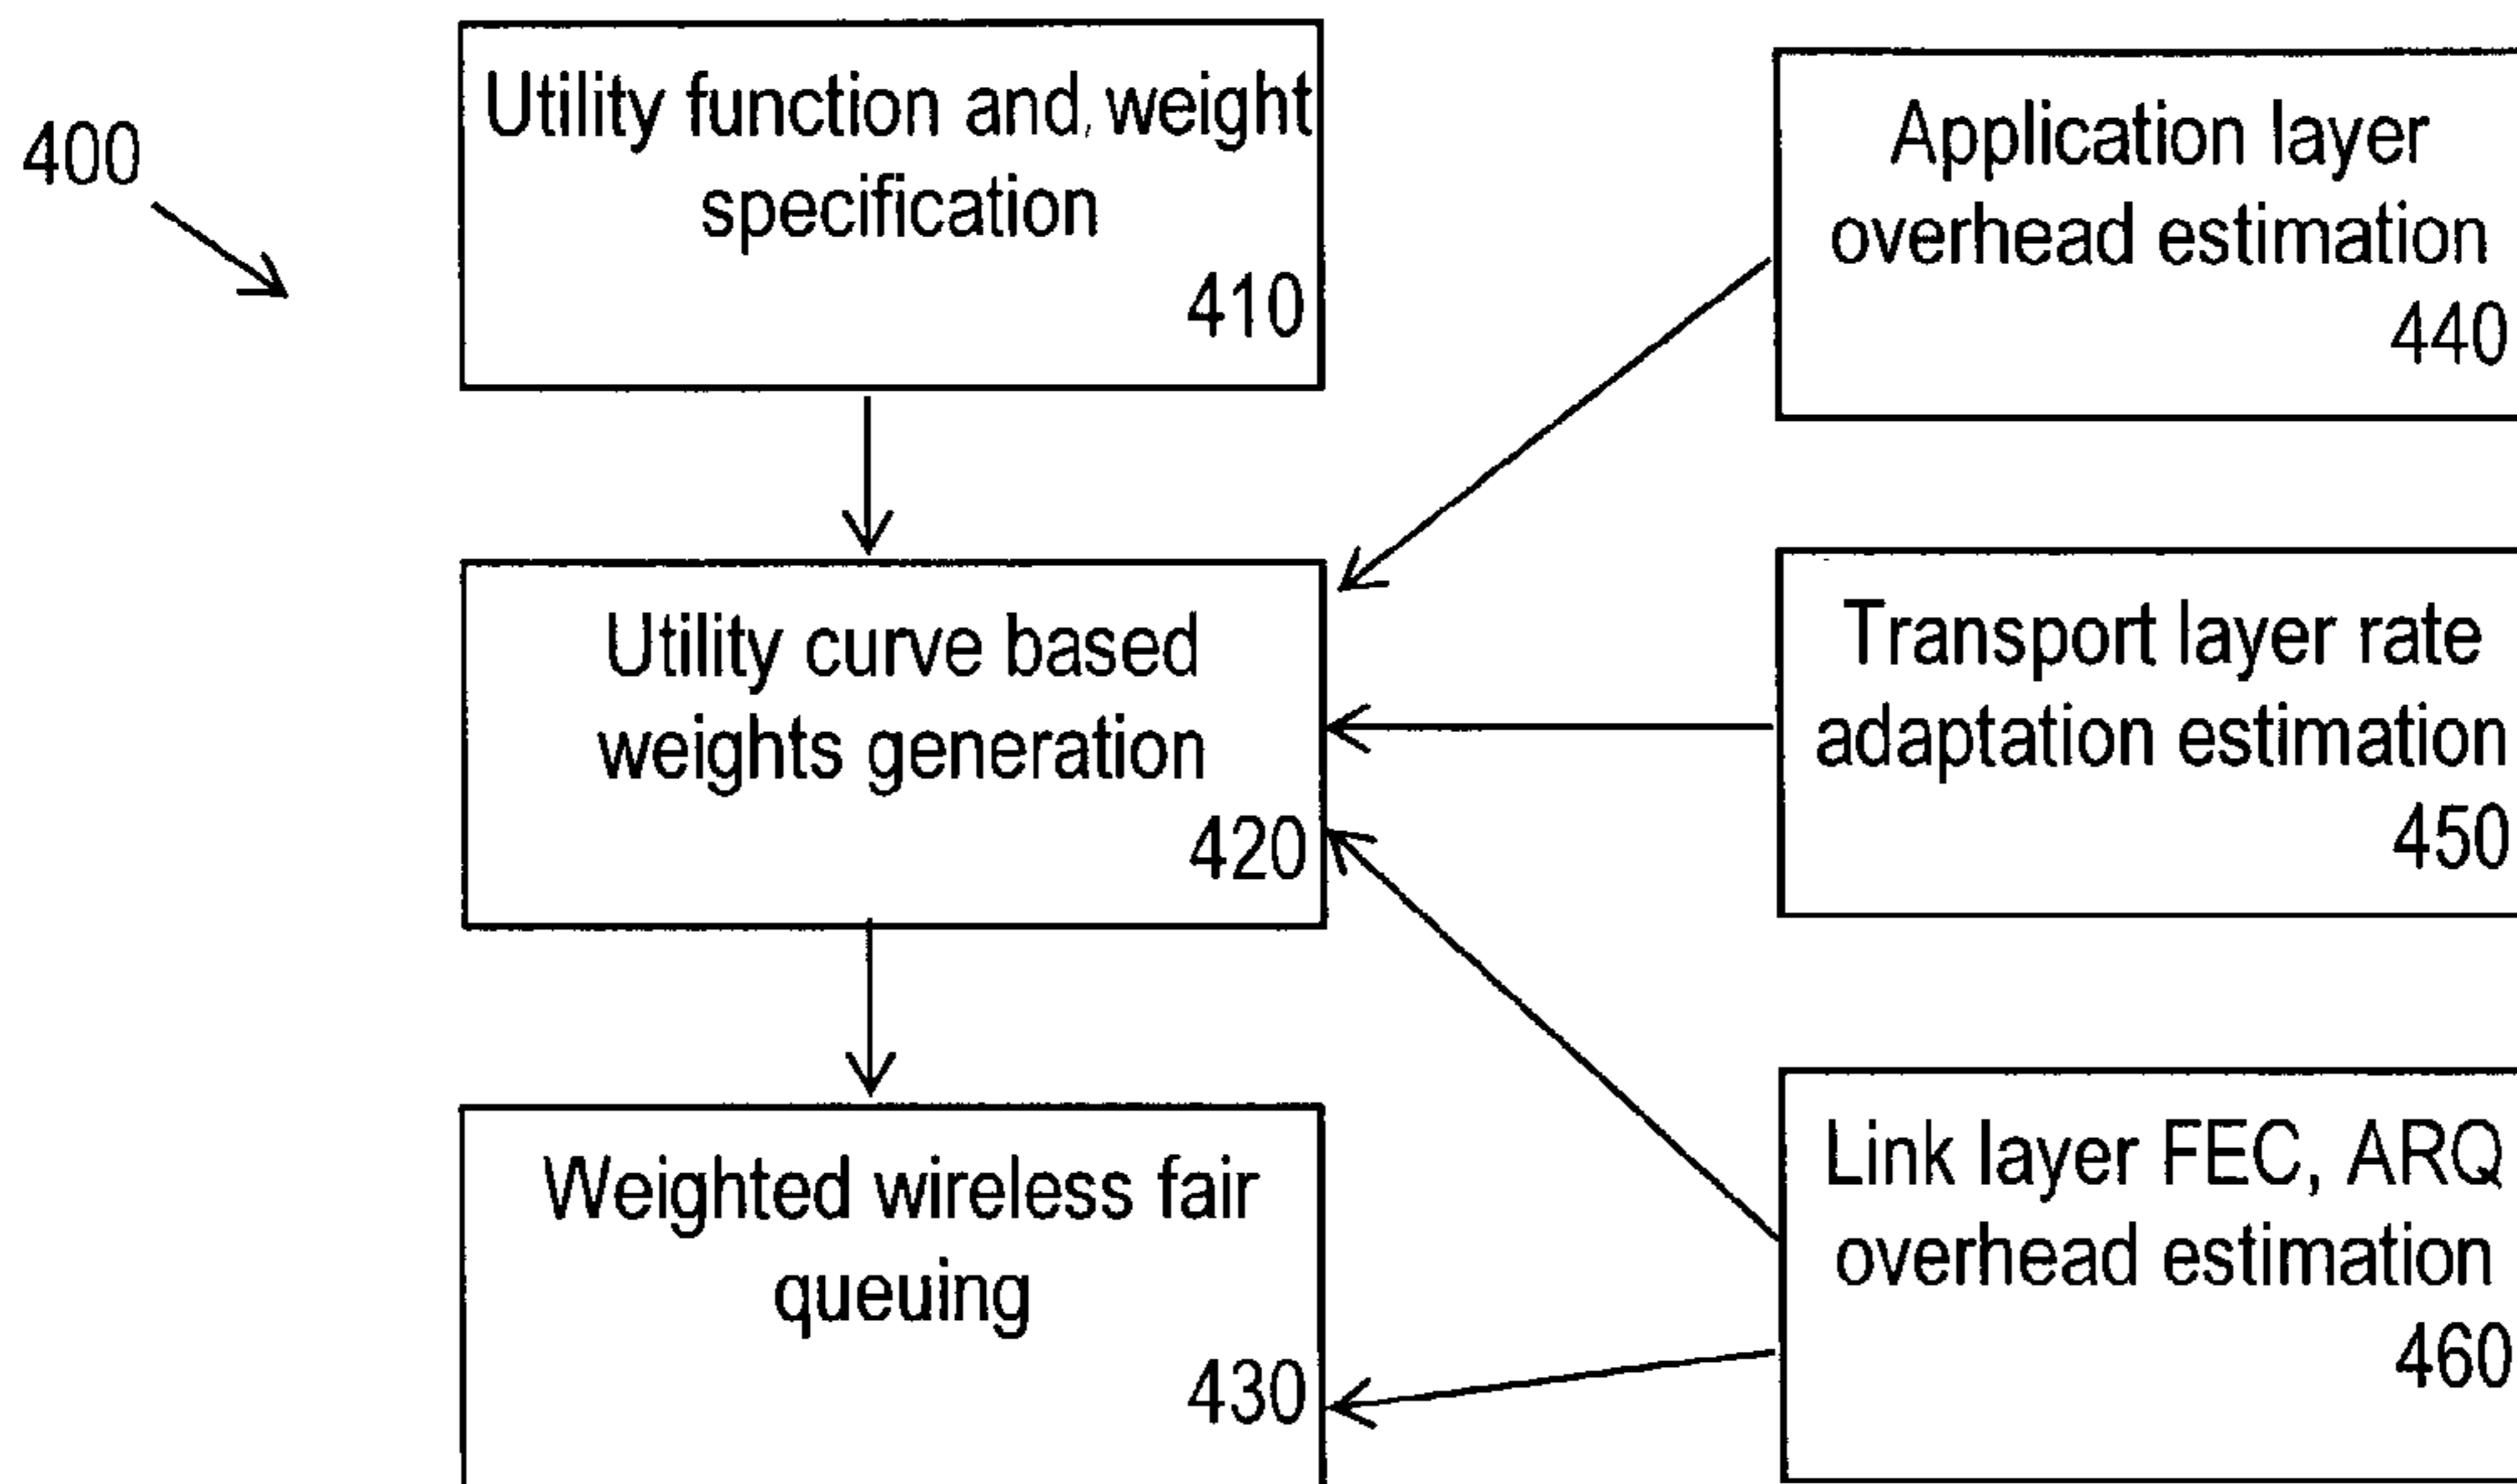 400
Utility function and weight
specification
410
Utility curve based
weights generation
420
Weighted wireless fair
queuing
430
Application layer
overhead estimation
440
Transport layer rate
adaptation estimation
450
Link layer FEC, ARQ
overhead estimation
460